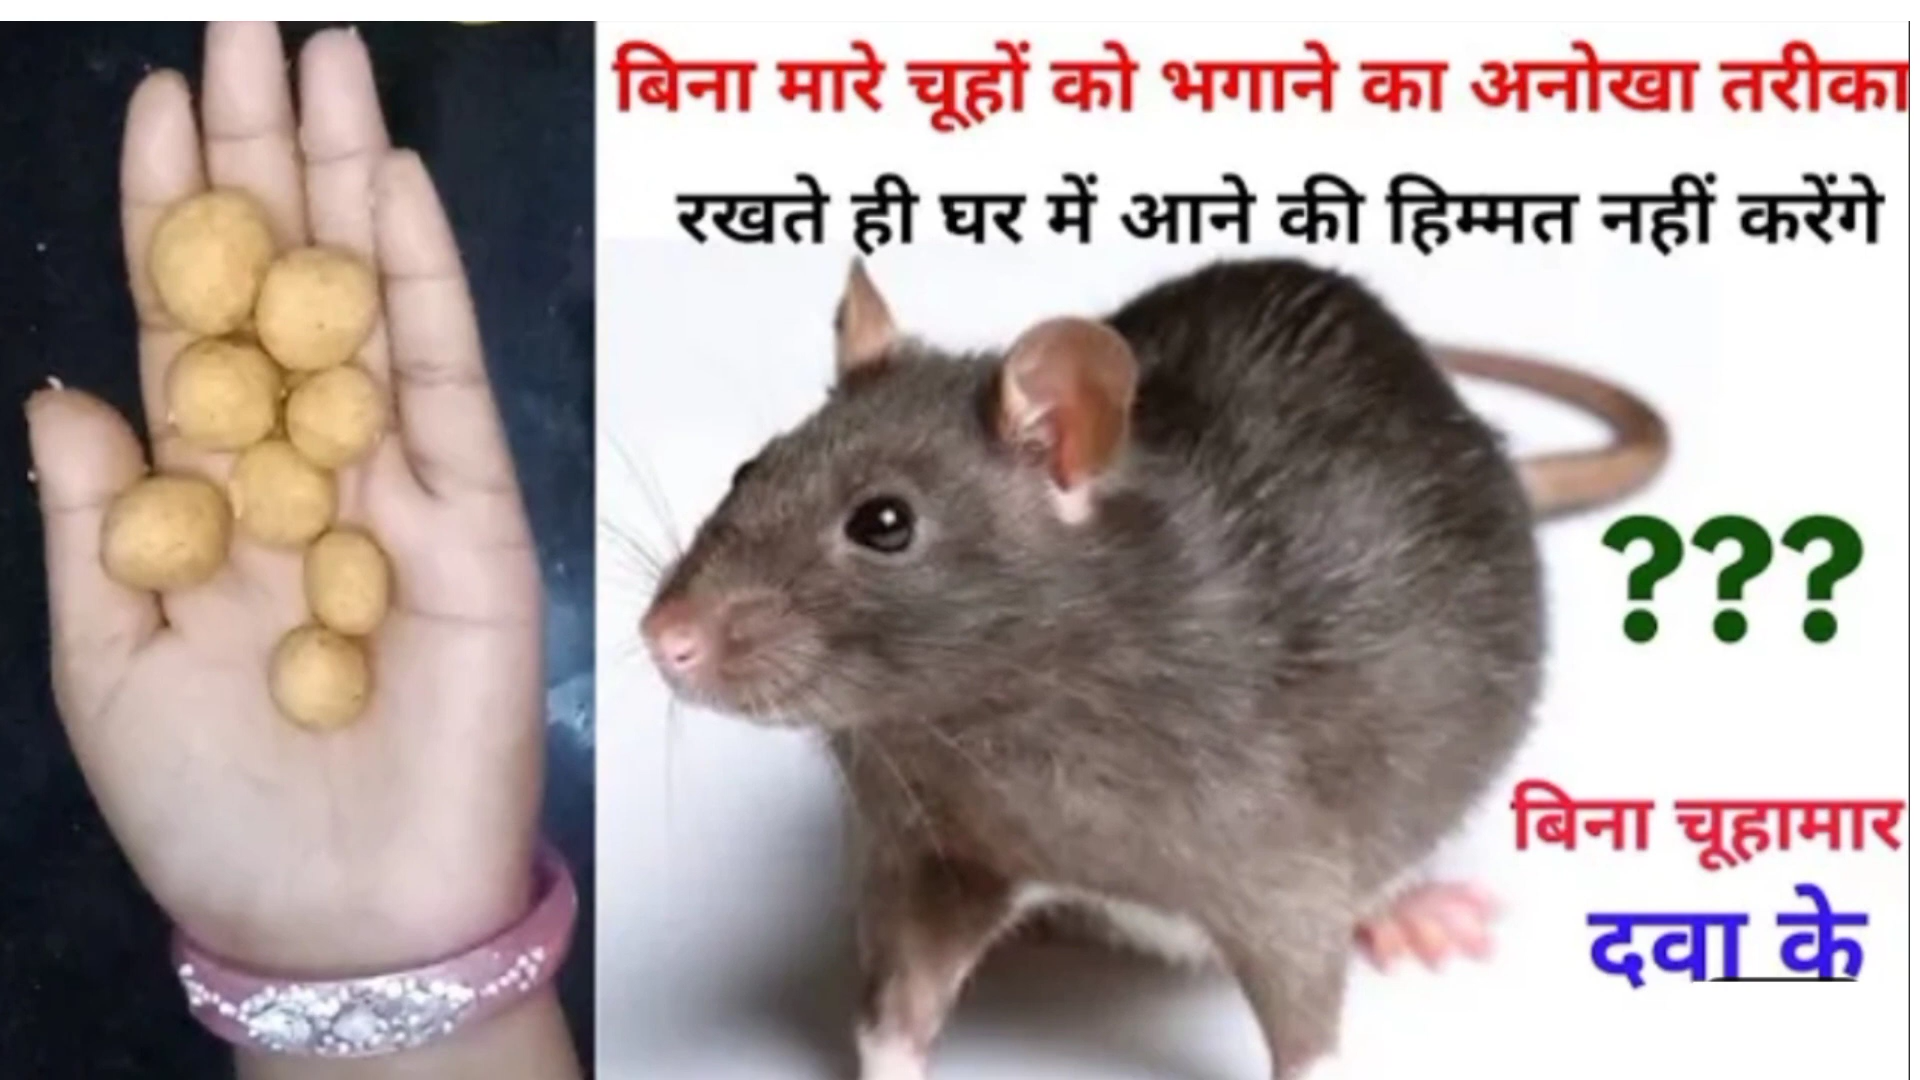 बिना मारे चूहों को भगाने का अनोखा तरीका
रखते ही घर में आने की हिम्मत नहीं करेंगे
???
बिना चूहामार
दवा के